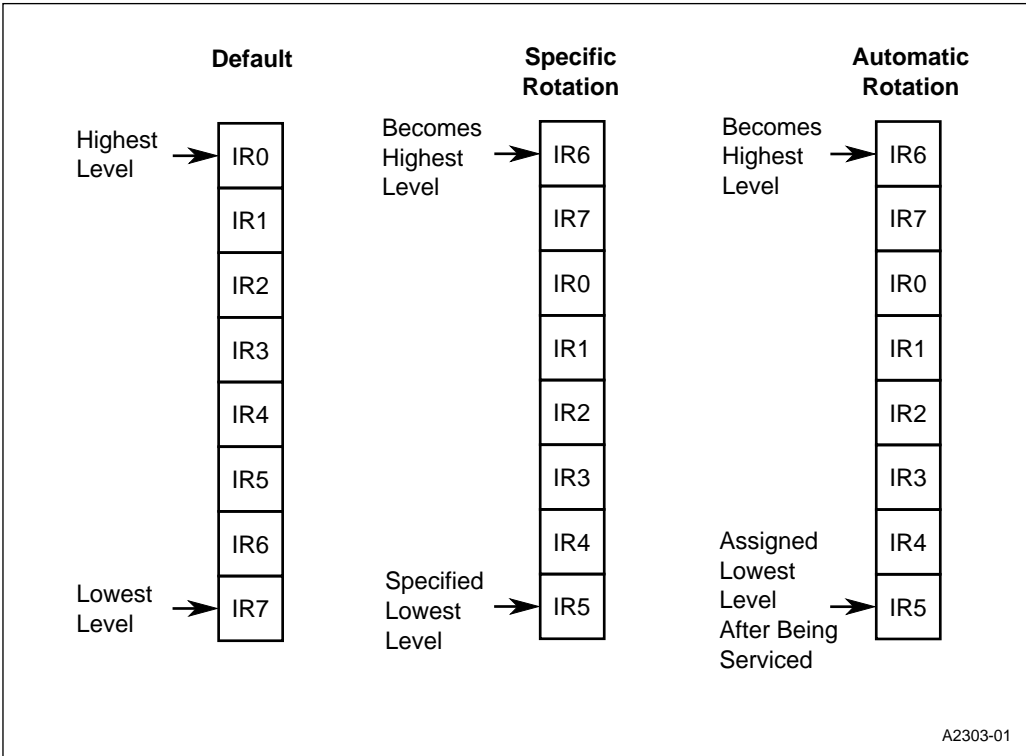 Default
Highest
Level
IR0
IR1
IR2
IR3
IR4
IR5
IR6
Lowest
Level
IR7
Specific
Rotation
Becomes
Highest
Level
IR6
IR7
IR0
IR1
IR2
IR3
IR4
Specified
Lowest
Level
IR5
Automatic
Rotation
Becomes
Highest
Level
IR6
IR7
IR0
IR1
IR2
IR3
IR4
Assigned
Lowest
Level
After Being
Serviced
IR5
A2303-01